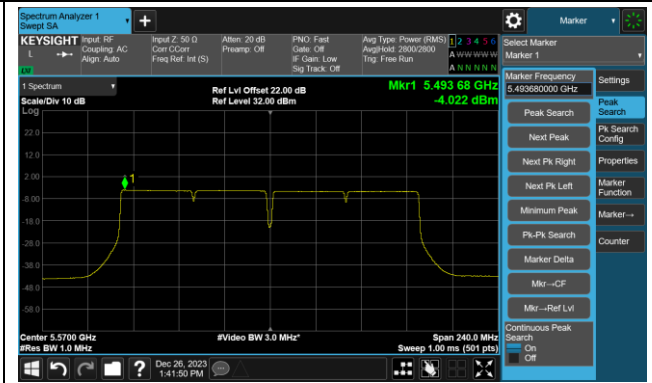 Spectrum Analyzer 1
Swept SA
Marker
KEYSIGHT
L
Input: RF
Coupling: AC
Align: Auto
Input Z: 50 Ω
Corr CCorr
Freq Ref: Int (S)
Atten: 20 dB
Preamp: Off
PNO: Fast
Gate: Off
IF Gain: Low
Sig Track: Off
Avg Type: Power (RMS)
Avg|Hold: 2800/2800
Trig: Free Run
1 2 3 4 5 6
A W W W W W
A N N N N N
LNI
Select Marker
Marker 1
1 Spectrum
Scale/Div 10 dB
Log
Ref Lvl Offset 22.00 dB
Ref Level 32.00 dBm
Mkr1 5.493 68 GHz
-4.022 dBm
22.0
12.0
2.00
-8.00
-18.0
-28.0
-38.0
-48.0
-58.0
1
Center 5.5700 GHz
#Res BW 1.0 MHz
#Video BW 3.0 MHz*
Span 240.0 MHz
Sweep 1.00 ms (501 pts)
Marker Frequency
5.493680000 GHz
Peak Search
Next Peak
Next Pk Right
Next Pk Left
Minimum Peak
Pk-Pk Search
Marker Delta
Mkr→CF
Mkr→Ref Lvl
Continuous Peak
Search
On
Off
Settings
Peak
Search
Pk Search
Config
Properties
Marker
Function
Marker→
Counter
?
Dec 26, 2023
1:41:50 PM